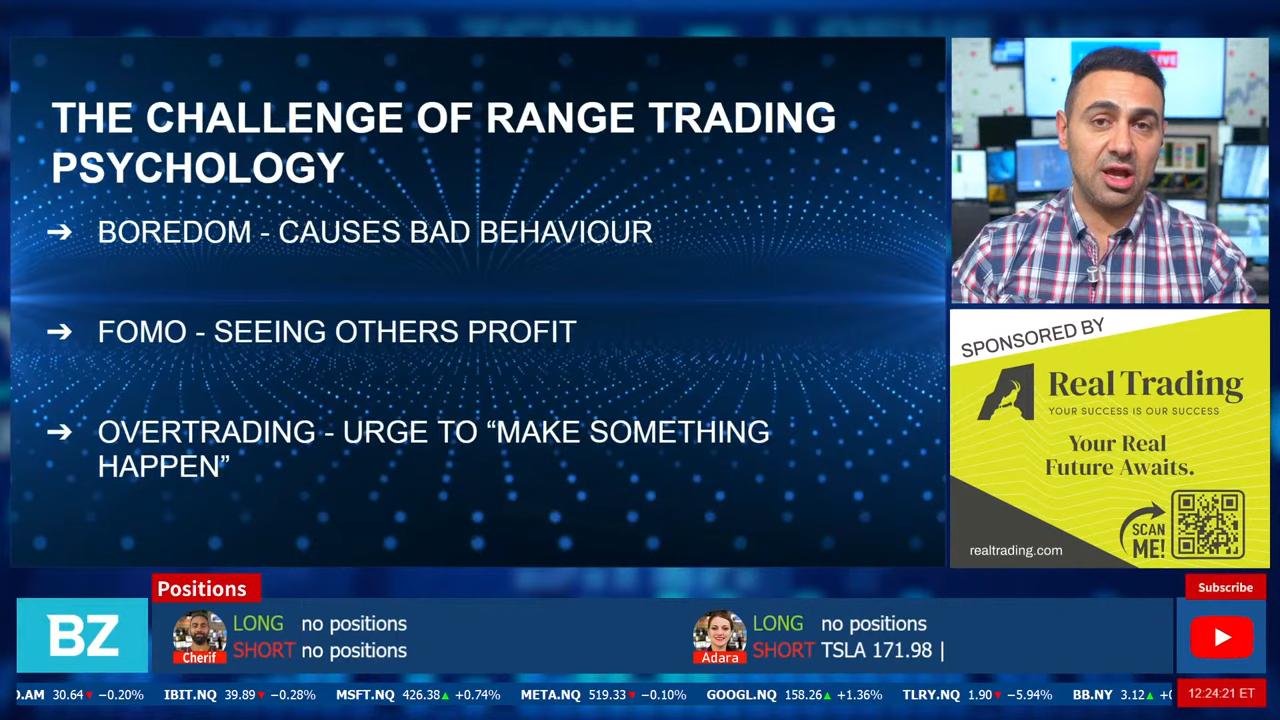 THE CHALLENGE OF RANGE TRADING
PSYCHOLOGY
➔ BOREDOM - CAUSES BAD BEHAVIOUR
➔ FOMO - SEEING OTHERS PROFIT
➔ OVERTRADING - URGE TO “MAKE SOMETHING
HAPPEN”
LIVE
SPONSORED BY
Real Trading
YOUR SUCCESS IS OUR SUCCESS
Your Real
Future Awaits.
SCAN
ME!
realtrading.com
Positions
Subscribe
BZ
Cherif
LONG no positions
SHORT no positions
Adara
LONG no positions
SHORT TSLA 171.98 |
.AM 30.64▼ −0.20% IBIT.NQ 39.89▼ −0.28% MSFT.NQ 426.38▲ +0.74% META.NQ 519.33▼ −0.10% GOOGL.NQ 158.26▲ +1.36% TLRY.NQ 1.90▼ −5.94% BB.NY 3.12▲
12:24:21 ET